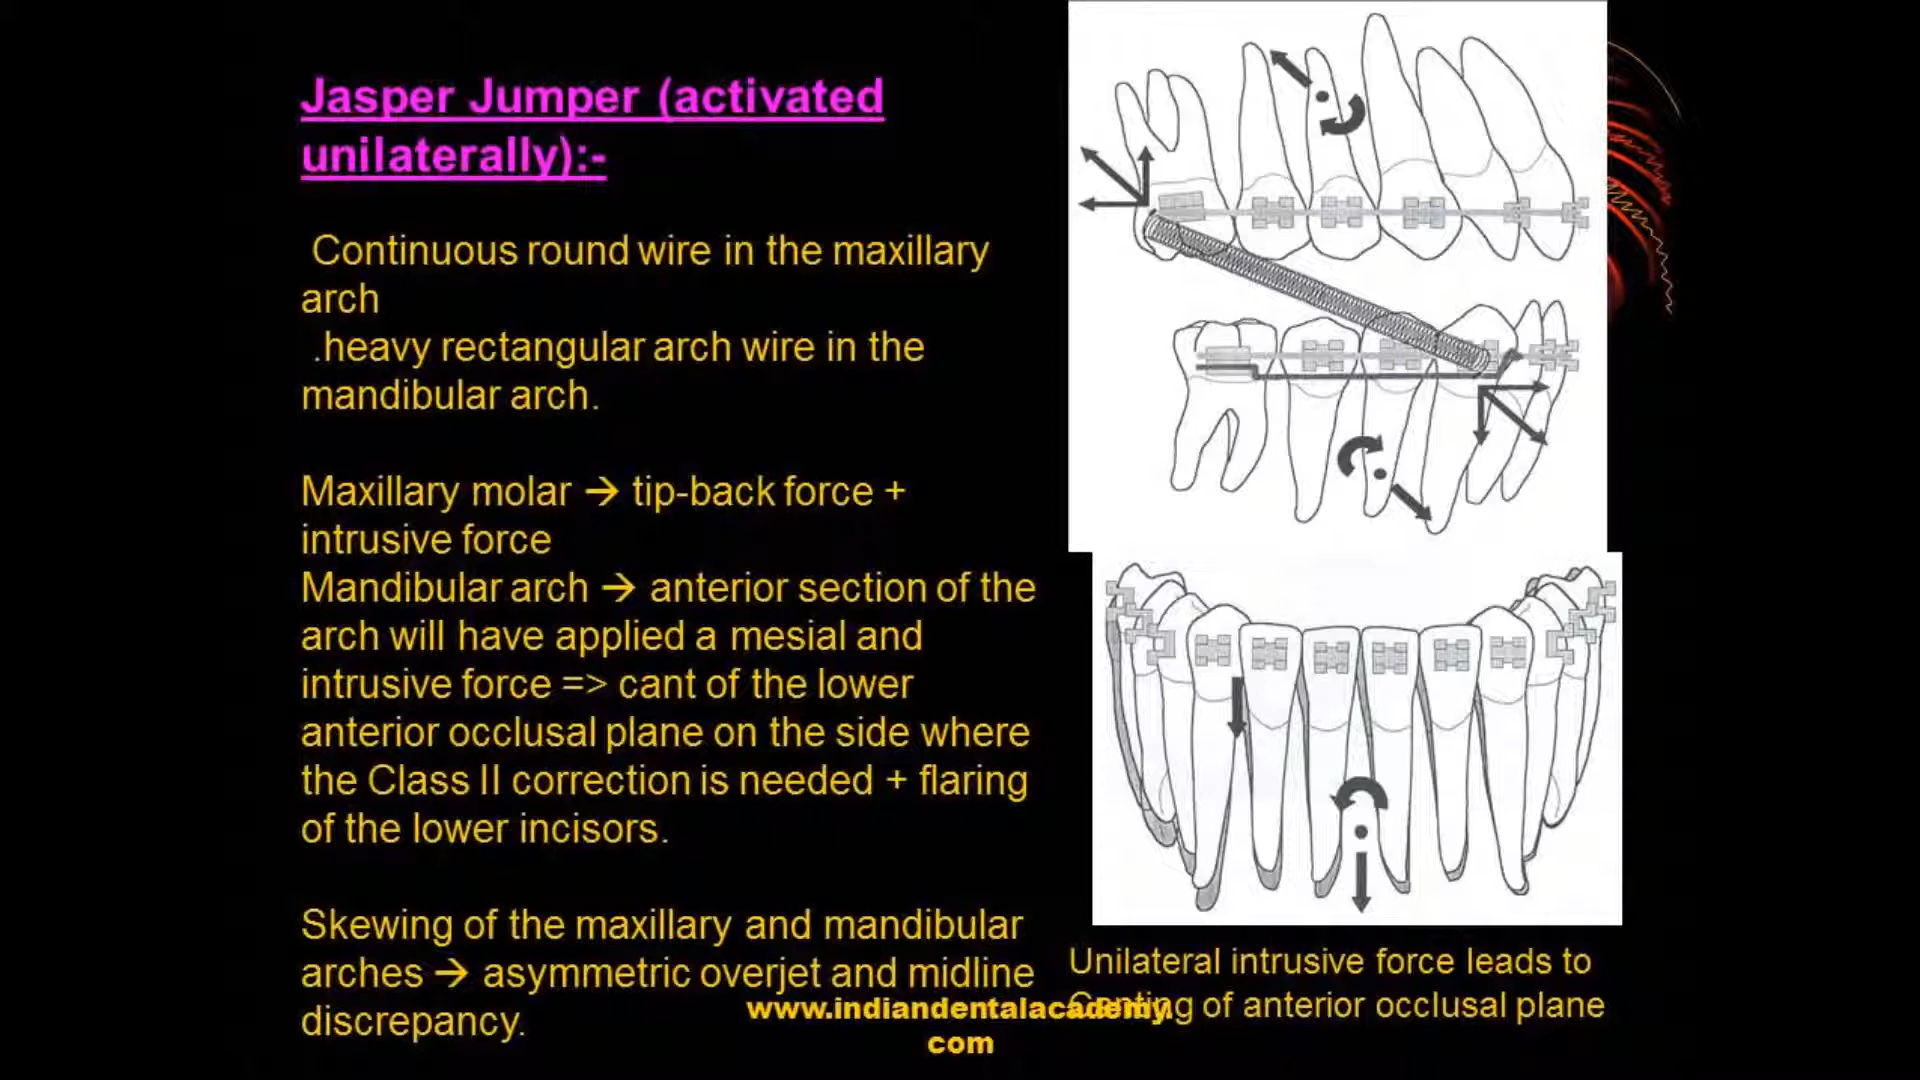 Jasper Jumper (activated
unilaterally):-
Continuous round wire in the maxillary
arch
.heavy rectangular arch wire in the
mandibular arch.
Maxillary molar → tip-back force +
intrusive force
Mandibular arch → anterior section of the
arch will have applied a mesial and
intrusive force => cant of the lower
anterior occlusal plane on the side where
the Class II correction is needed + flaring
of the lower incisors.
Skewing of the maxillary and mandibular
arches → asymmetric overjet and midline
discrepancy.
Unilateral intrusive force leads to
Canting of anterior occlusal plane
www.indiandentalacademy.
com